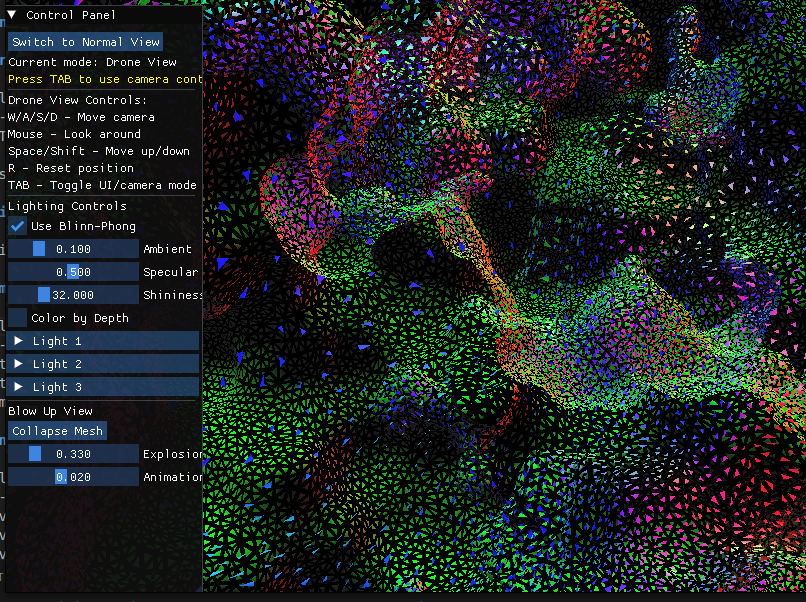 Control Panel
Switch to Normal View
Current mode: Drone View
Press TAB to use camera cont
Drone View Controls:
W/A/S/D - Move camera
Mouse - Look around
Space/Shift - Move up/down
R - Reset position
TAB - Toggle UI/camera mode
Lighting Controls
Use Blinn-Phong
0.100 Ambient
0.500 Specular
32.000 Shininess
Color by Depth
Light 1
Light 2
Light 3
Blow Up View
Collapse Mesh
0.330 Explosion
0.020 Animation